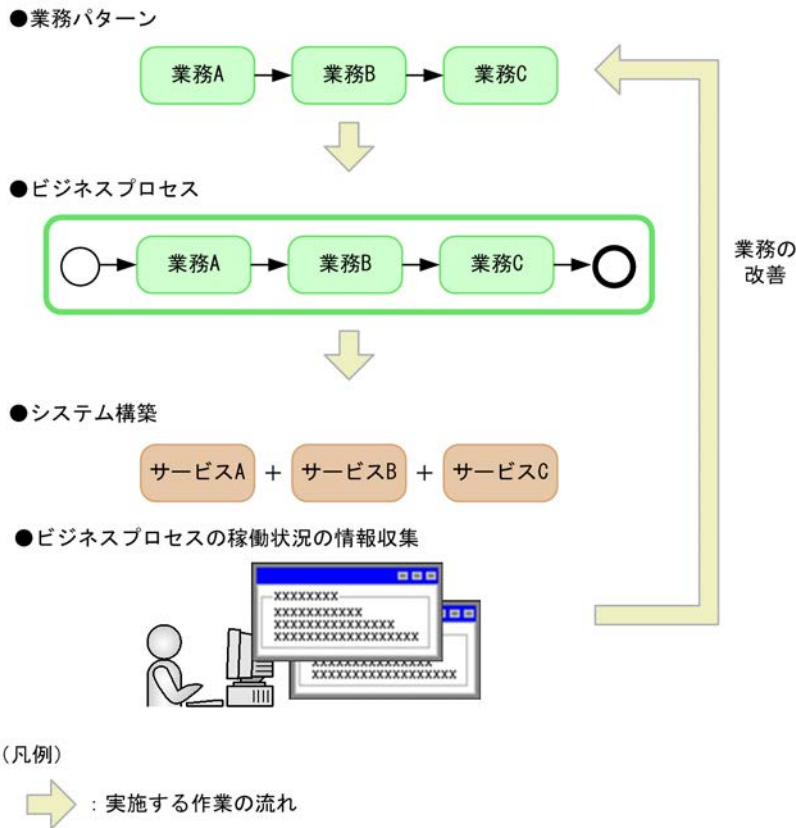 ●業務パターン
業務A
業務B
業務C
●ビジネスプロセス
業務A
業務B
業務C
業務の
改善
●システム構築
サービスA + サービスB + サービスC
●ビジネスプロセスの稼働状況の情報収集
XXXXXXXX
XXXXXXXXXXX
XXXXXXXXXXXXXXX
XXXXXXXXXXXXXXXXXX
XXXXXXXXXXXXXXX
XXXXXXXXXXXXXXXXXX
(凡例)
：実施する作業の流れ